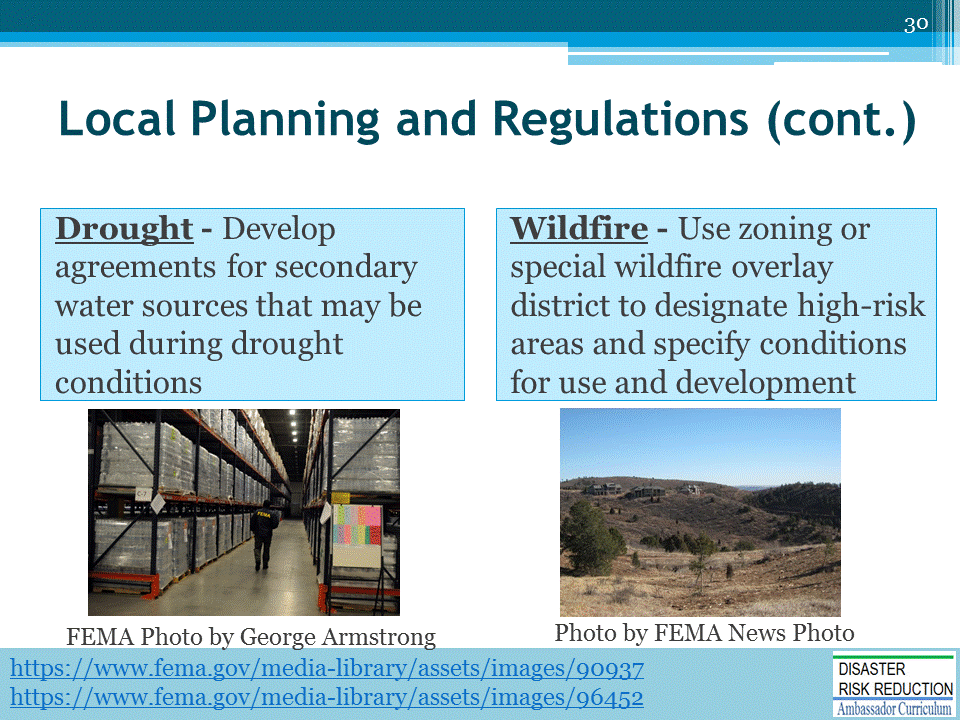 30
Local Planning and Regulations (cont.)
Drought - Develop
agreements for secondary
water sources that may be
used during drought
conditions
Wildfire - Use zoning or
special wildfire overlay
district to designate high-risk
areas and specify conditions
for use and development
FEMA
FEMA Photo by George Armstrong
Photo by FEMA News Photo
https://www.fema.gov/media-library/assets/images/90937
https://www.fema.gov/media-library/assets/images/96452
DISASTER
RISK REDUCTION
Ambassador Curriculum